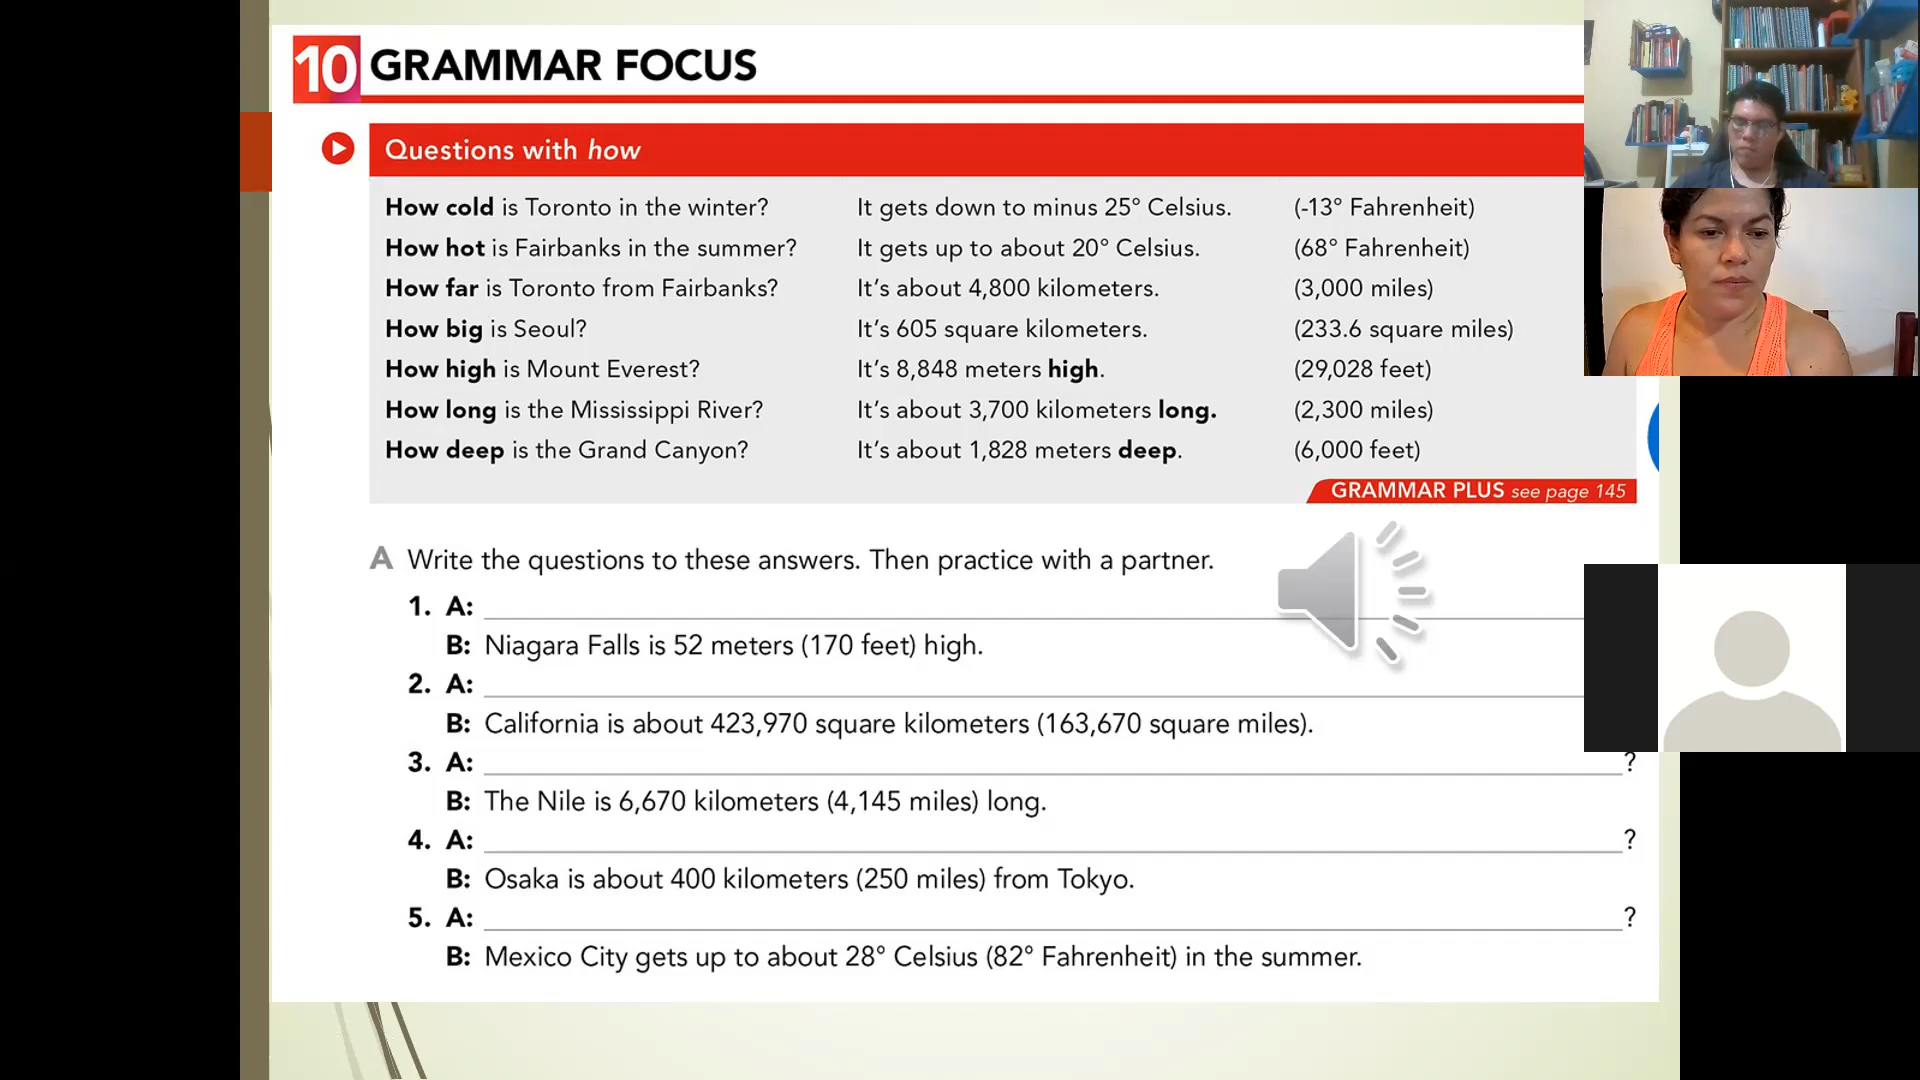 10 GRAMMAR FOCUS
Questions with how
How cold is Toronto in the winter? It gets down to minus 25° Celsius. (-13° Fahrenheit)
How hot is Fairbanks in the summer? It gets up to about 20° Celsius. (68° Fahrenheit)
How far is Toronto from Fairbanks? It's about 4,800 kilometers. (3,000 miles)
How big is Seoul? It's 605 square kilometers. (233.6 square miles)
How high is Mount Everest? It's 8,848 meters high. (29,028 feet)
How long is the Mississippi River? It's about 3,700 kilometers long. (2,300 miles)
How deep is the Grand Canyon? It's about 1,828 meters deep. (6,000 feet)
GRAMMAR PLUS see page 145
A Write the questions to these answers. Then practice with a partner.
1. A:
B: Niagara Falls is 52 meters (170 feet) high.
2. A:
B: California is about 423,970 square kilometers (163,670 square miles).
3. A: ?
B: The Nile is 6,670 kilometers (4,145 miles) long.
4. A: ?
B: Osaka is about 400 kilometers (250 miles) from Tokyo.
5. A: ?
B: Mexico City gets up to about 28° Celsius (82° Fahrenheit) in the summer.